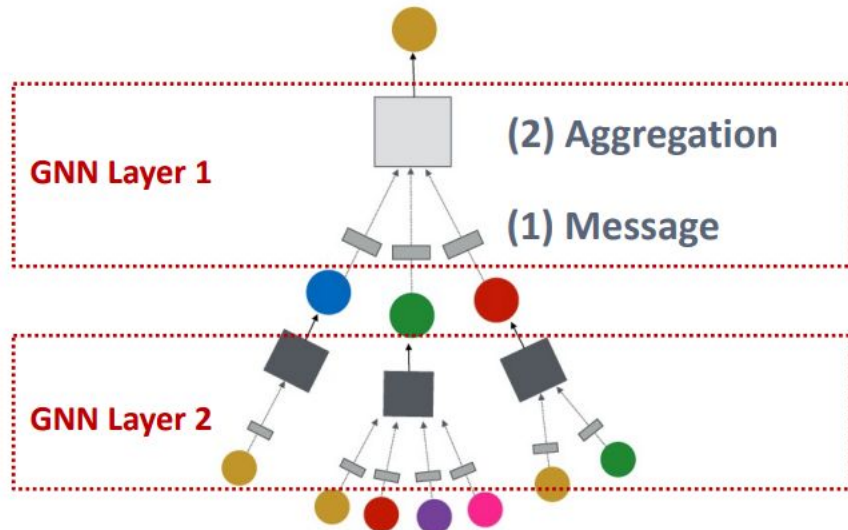 (2) Aggregation
GNN Layer 1
(1) Message
GNN Layer 2